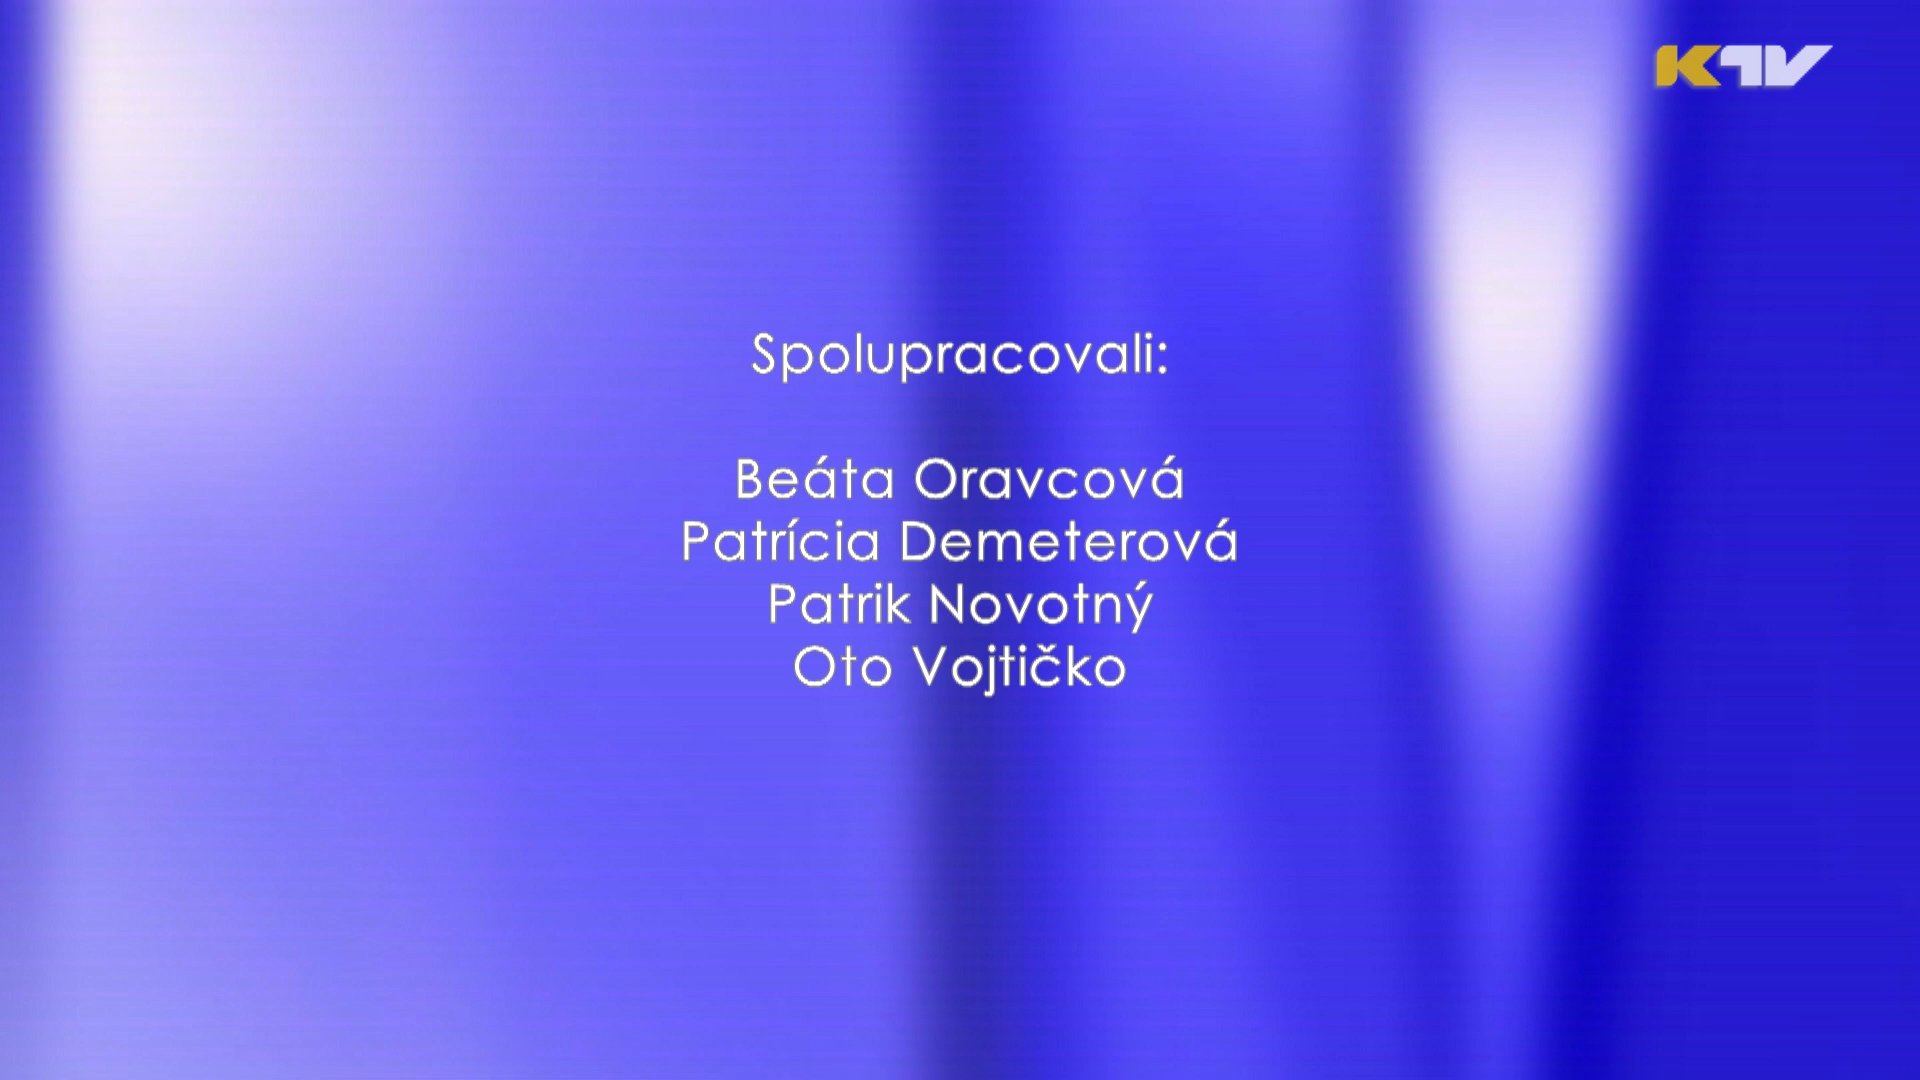 KTV
Spolupracovali:
Beáta Oravcová
Patrícia Demeterová
Patrik Novotný
Oto Vojtičko